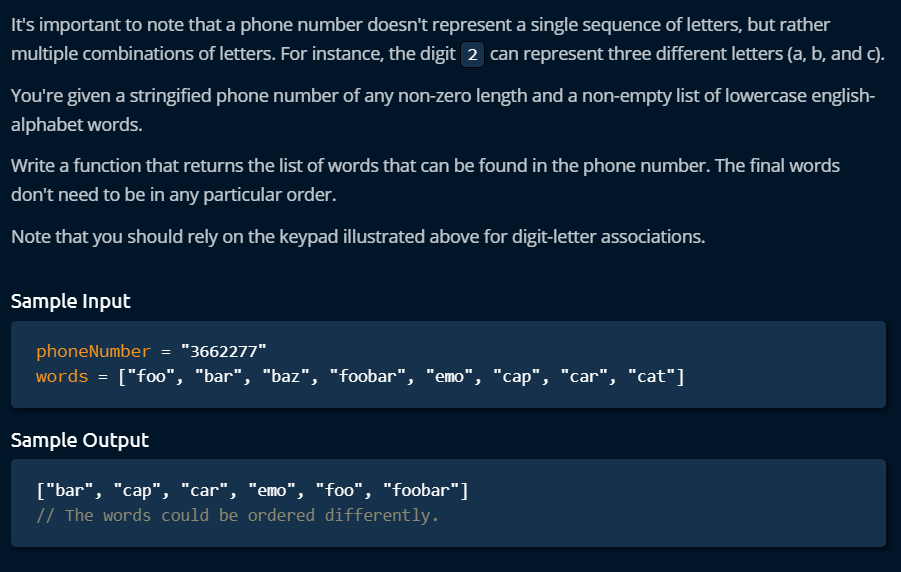 It's important to note that a phone number doesn't represent a single sequence of letters, but rather
multiple combinations of letters. For instance, the digit 2 can represent three different letters (a, b, and c).
You're given a stringified phone number of any non-zero length and a non-empty list of lowercase english-
alphabet words.
Write a function that returns the list of words that can be found in the phone number. The final words
don't need to be in any particular order.
Note that you should rely on the keypad illustrated above for digit-letter associations.
Sample Input
phoneNumber = "3662277"
words = ["foo", "bar", "baz", "foobar", "emo", "cap", "car", "cat"]
Sample Output
["bar", "cap", "car", "emo", "foo", "foobar"]
// The words could be ordered differently.